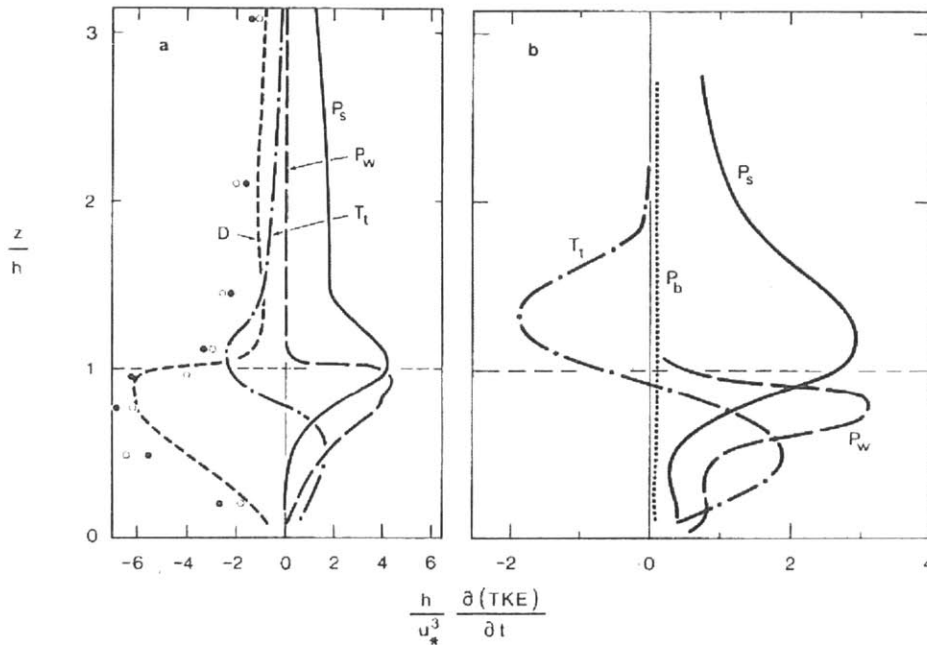 a
b
3
P_s
P_w
T_t
D
2
z/h
1
0
-6 -4 -2 0 2 4 6
P_s
T_t
P_b
P_w
-2 0 2 4
h/u_*^3 ∂(TKE)/∂t